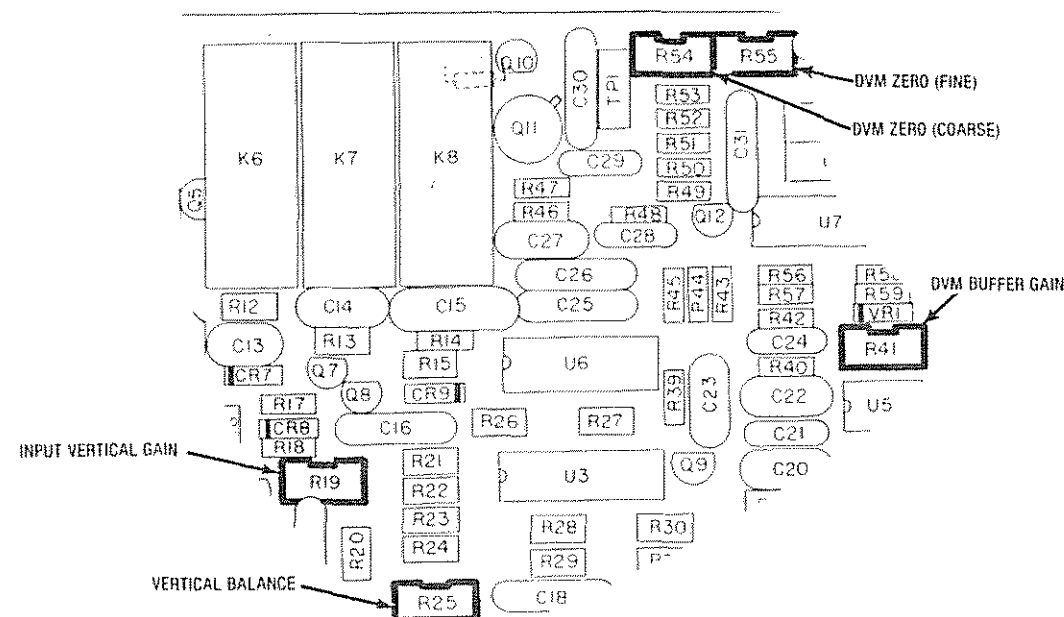 R54
R55
Q10
C30
TP1
DVM ZERO (FINE)
R53
R52
DVM ZERO (COARSE)
Q11
K6
K7
K8
R51
C31
C29
R50
R47
R49
Q5
R46
R48
Q12
U7
C27
C28
C26
R45
R44
R43
R56
R12
C14
C15
C25
R57
R59
DVM BUFFER GAIN
VR1
R42
C13
R13
R14
C24
R41
R15
U6
R40
CR7
Q7
Q8
CR9
R39
C23
C22
U5
R17
CR8
C16
R26
R27
C21
R18
INPUT VERTICAL GAIN
R21
Q9
C20
R19
R22
U3
R23
R28
R30
R20
R24
R29
VERTICAL BALANCE
R25
C18